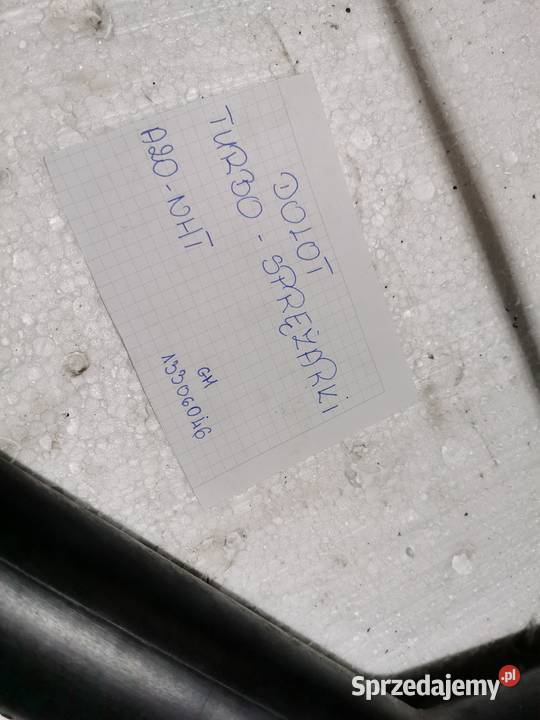 DOLOT
TURBO - SPRĘŻARKI
A20-NHT
GM
13306046
Sprzedajemy.pl